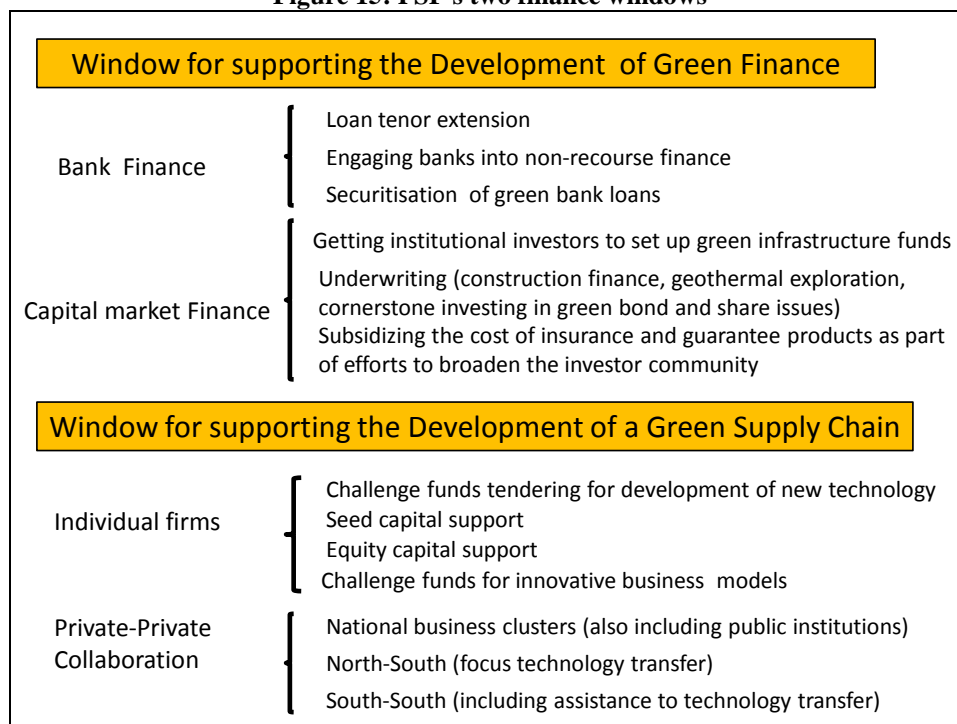 Figure 15: PSF's two finance windows
Window for supporting the Development of Green Finance
Bank Finance
Loan tenor extension
Engaging banks into non-recourse finance
Securitisation of green bank loans
Capital market Finance
Getting institutional investors to set up green infrastructure funds
Underwriting (construction finance, geothermal exploration,
cornerstone investing in green bond and share issues)
Subsidizing the cost of insurance and guarantee products as part
of efforts to broaden the investor community
Window for supporting the Development of a Green Supply Chain
Individual firms
Challenge funds tendering for development of new technology
Seed capital support
Equity capital support
Challenge funds for innovative business models
Private-Private
Collaboration
National business clusters (also including public institutions)
North-South (focus technology transfer)
South-South (including assistance to technology transfer)